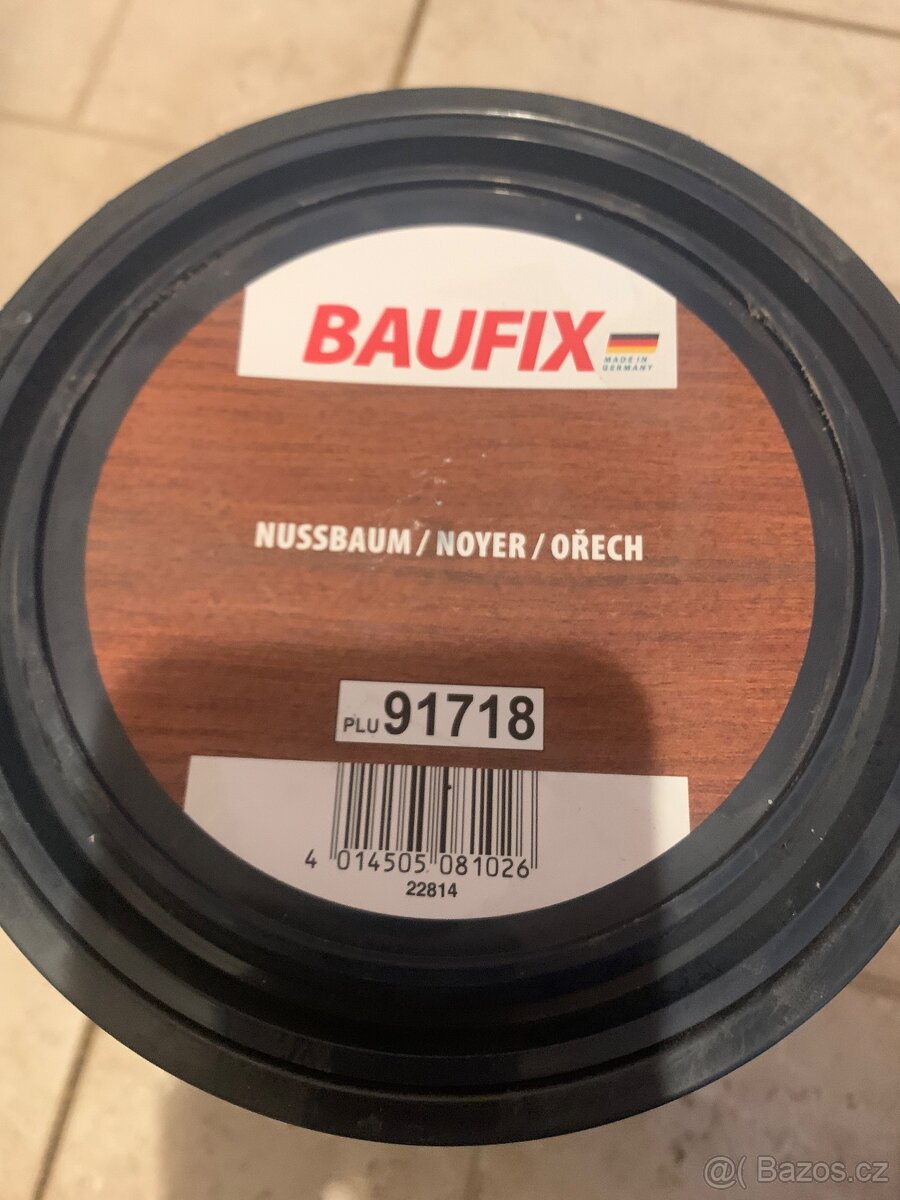 BAUFIX
MADE IN
GERMANY
NUSSBAUM / NOYER / OŘECH
PLU 91718
4 014505 081026
22814
@( Bazos.cz